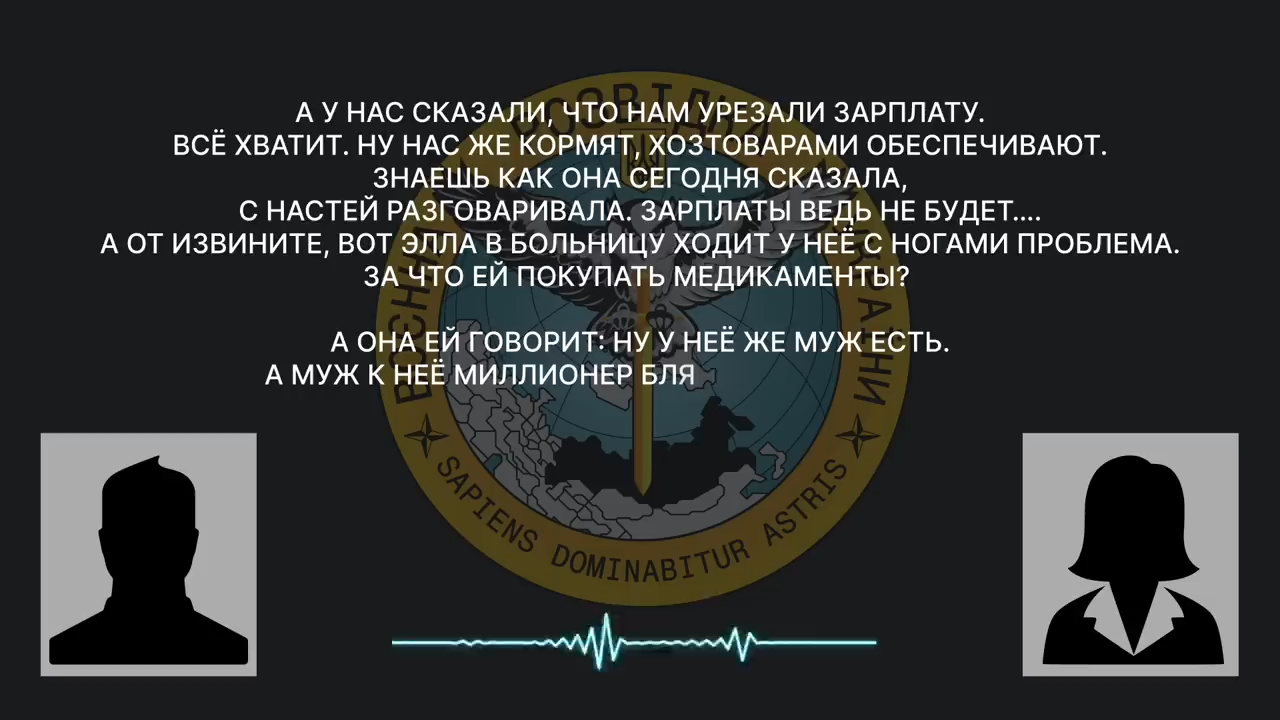 А У НАС СКАЗАЛИ, ЧТО НАМ УРЕЗАЛИ ЗАРПЛАТУ.
ВСЁ ХВАТИТ. НУ НАС ЖЕ КОРМЯТ, ХОЗТОВАРАМИ ОБЕСПЕЧИВАЮТ.
ЗНАЕШЬ КАК ОНА СЕГОДНЯ СКАЗАЛА,
С НАСТЕЙ РАЗГОВАРИВАЛА. ЗАРПЛАТЫ ВЕДЬ НЕ БУДЕТ....
А ОТ ИЗВИНИТЕ, ВОТ ЭЛЛА В БОЛЬНИЦУ ХОДИТ У НЕЁ С НОГАМИ ПРОБЛЕМА.
ЗА ЧТО ЕЙ ПОКУПАТЬ МЕДИКАМЕНТЫ?
А ОНА ЕЙ ГОВОРИТ: НУ У НЕЁ ЖЕ МУЖ ЕСТЬ.
А МУЖ К НЕЁ МИЛЛИОНЕР БЛЯ
SAPIENS DOMINABITUR ASTRIS